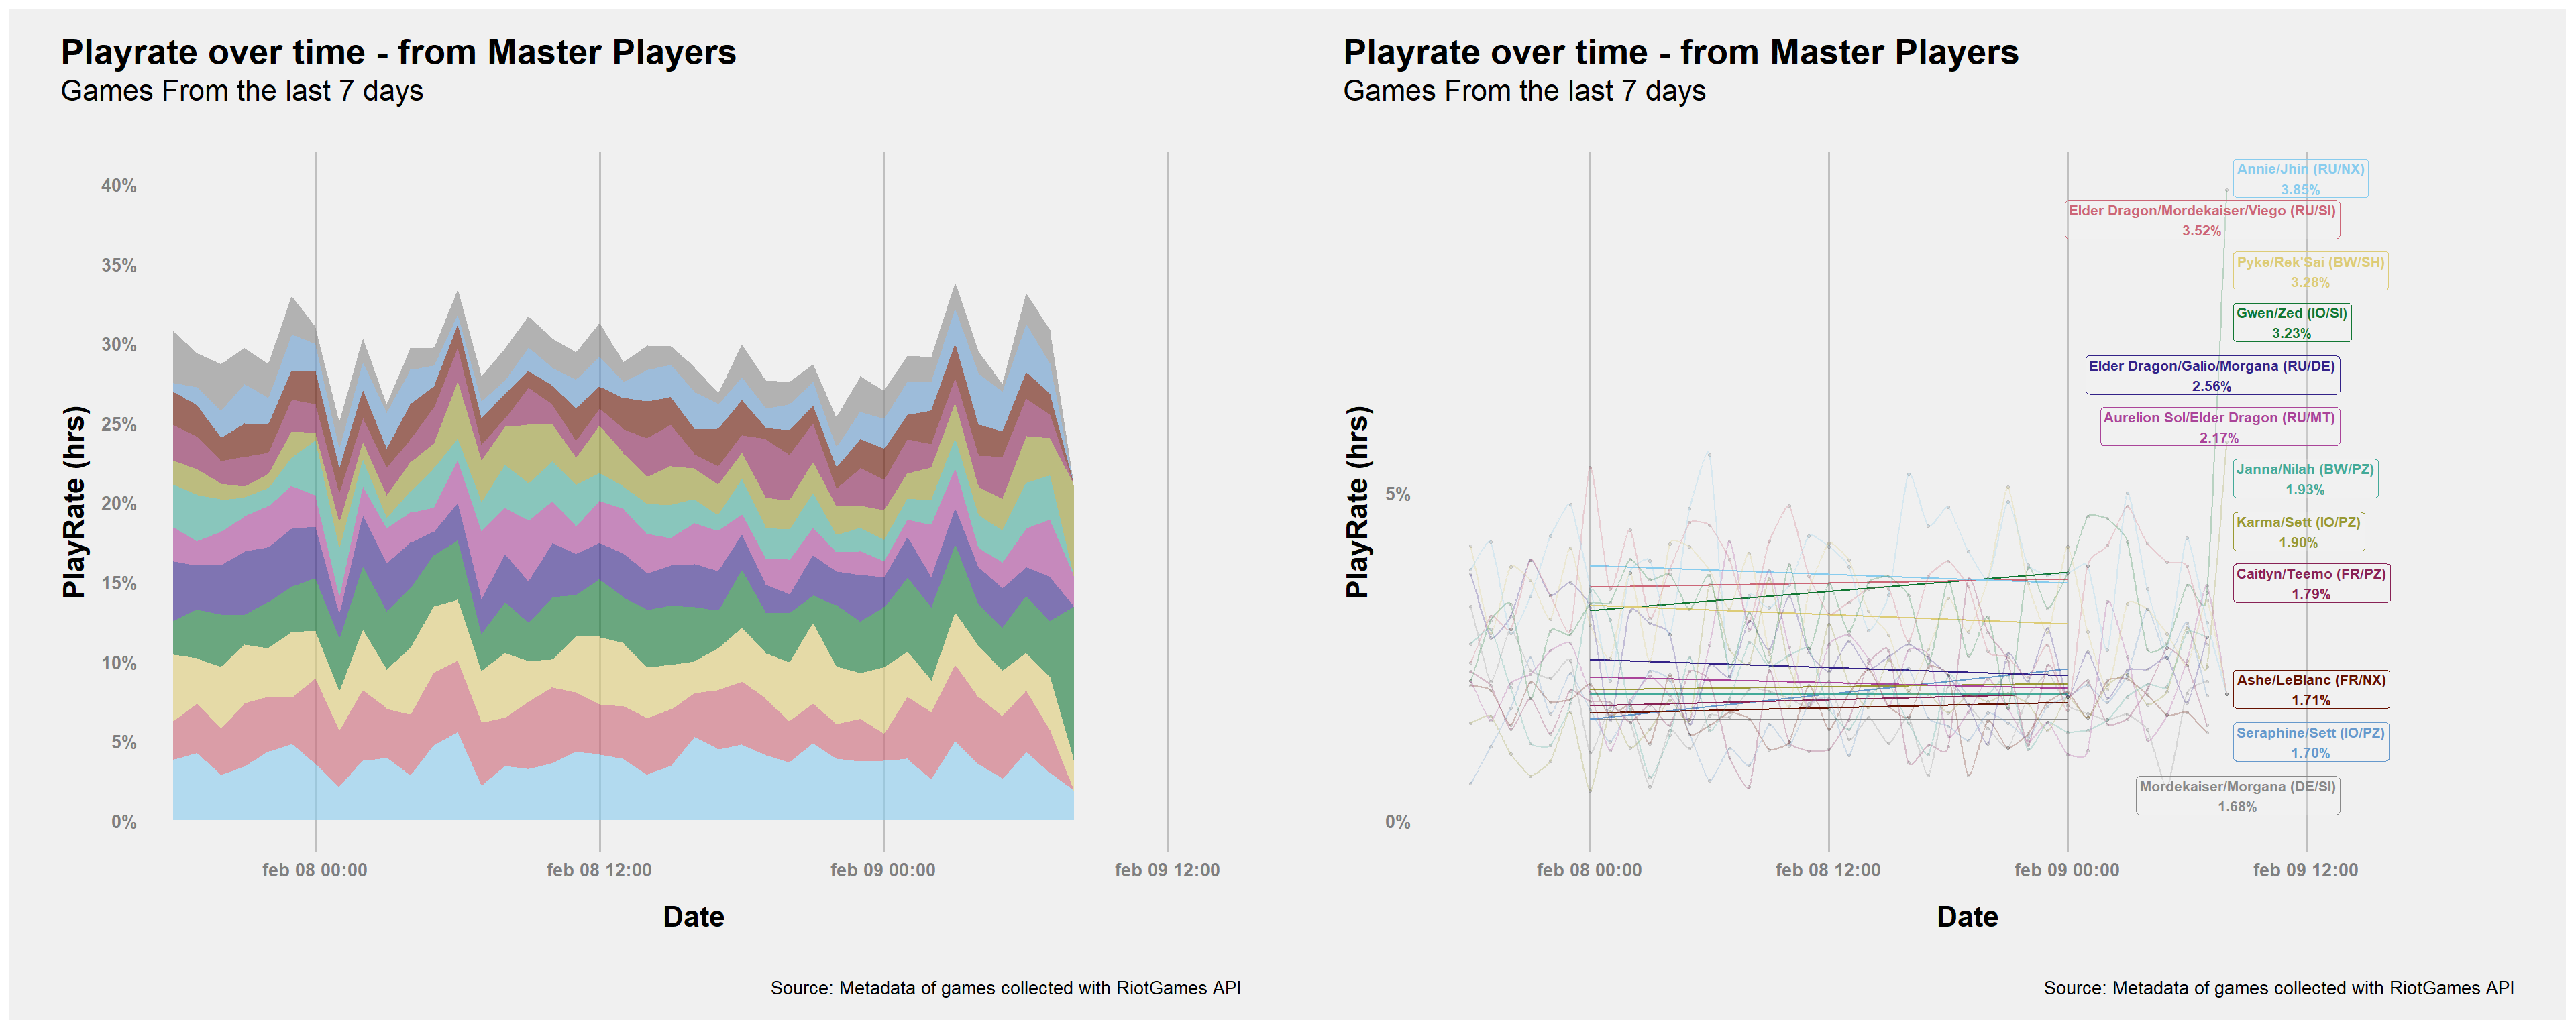 Playrate over time - from Master Players
Games From the last 7 days
PlayRate (hrs)
40%
35%
30%
25%
20%
15%
10%
5%
0%
feb 08 00:00
feb 08 12:00
feb 09 00:00
feb 09 12:00
Date
Source: Metadata of games collected with RiotGames API
Playrate over time - from Master Players
Games From the last 7 days
PlayRate (hrs)
5%
0%
Annie/Jhin (RU/NX)
3.85%
Elder Dragon/Mordekaiser/Viego (RU/SI)
3.52%
Pyke/Rek'Sai (BW/SH)
3.28%
Gwen/Zed (IO/SI)
3.23%
Elder Dragon/Galio/Morgana (RU/DE)
2.56%
Aurelion Sol/Elder Dragon (RU/MT)
2.17%
Janna/Nilah (BW/PZ)
1.93%
Karma/Sett (IO/PZ)
1.90%
Caitlyn/Teemo (FR/PZ)
1.79%
Ashe/LeBlanc (FR/NX)
1.71%
Seraphine/Sett (IO/PZ)
1.70%
Mordekaiser/Morgana (DE/SI)
1.68%
feb 08 00:00
feb 08 12:00
feb 09 00:00
feb 09 12:00
Date
Source: Metadata of games collected with RiotGames API